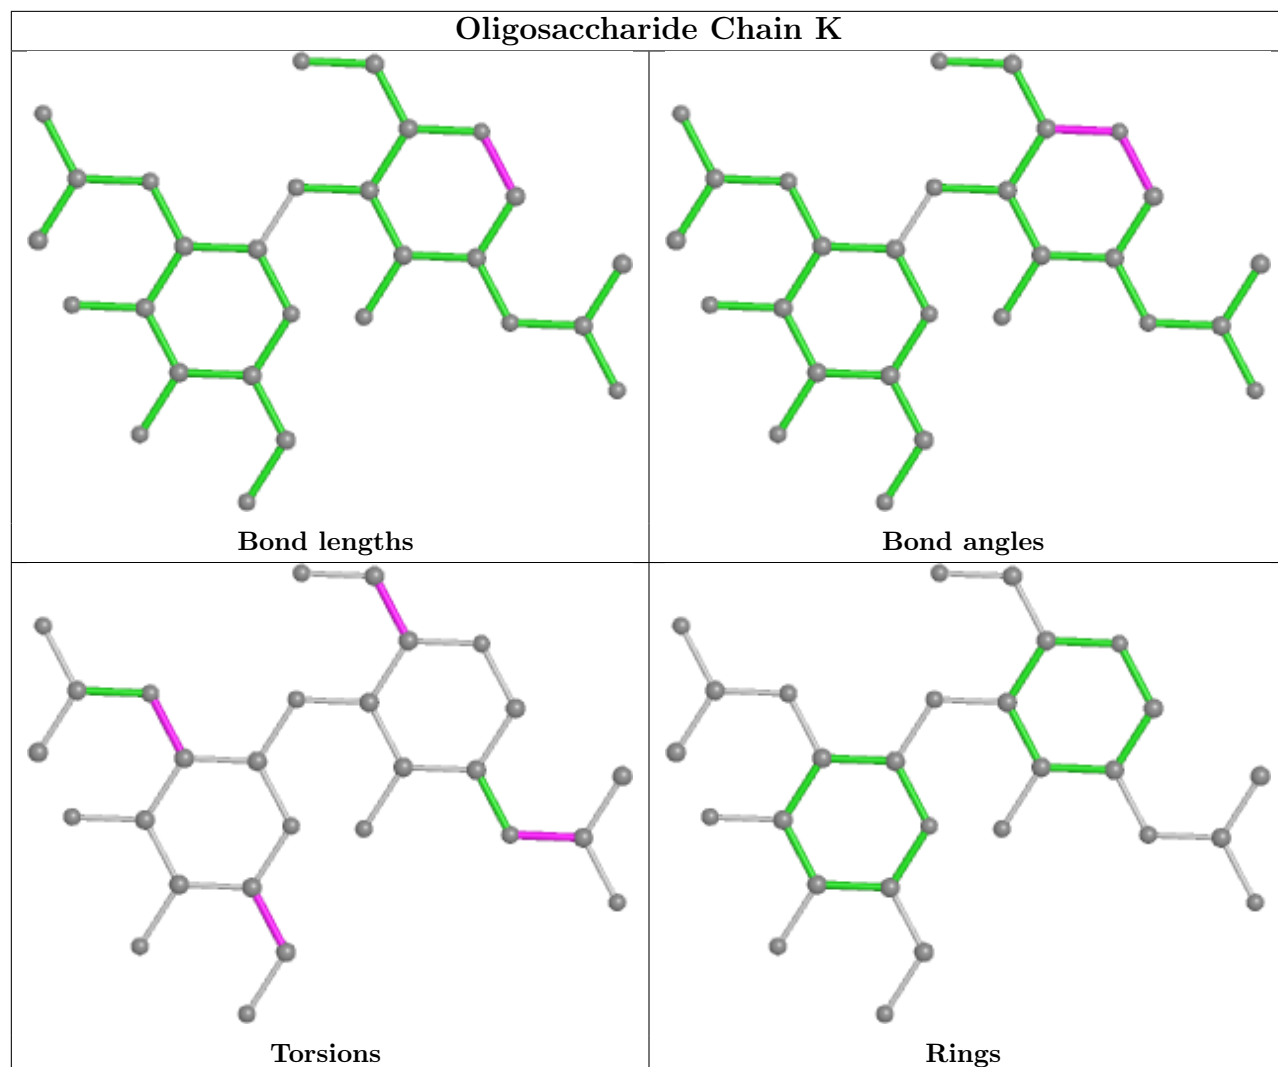 Oligosaccharide Chain K
Bond lengths
Bond angles
Torsions
Rings